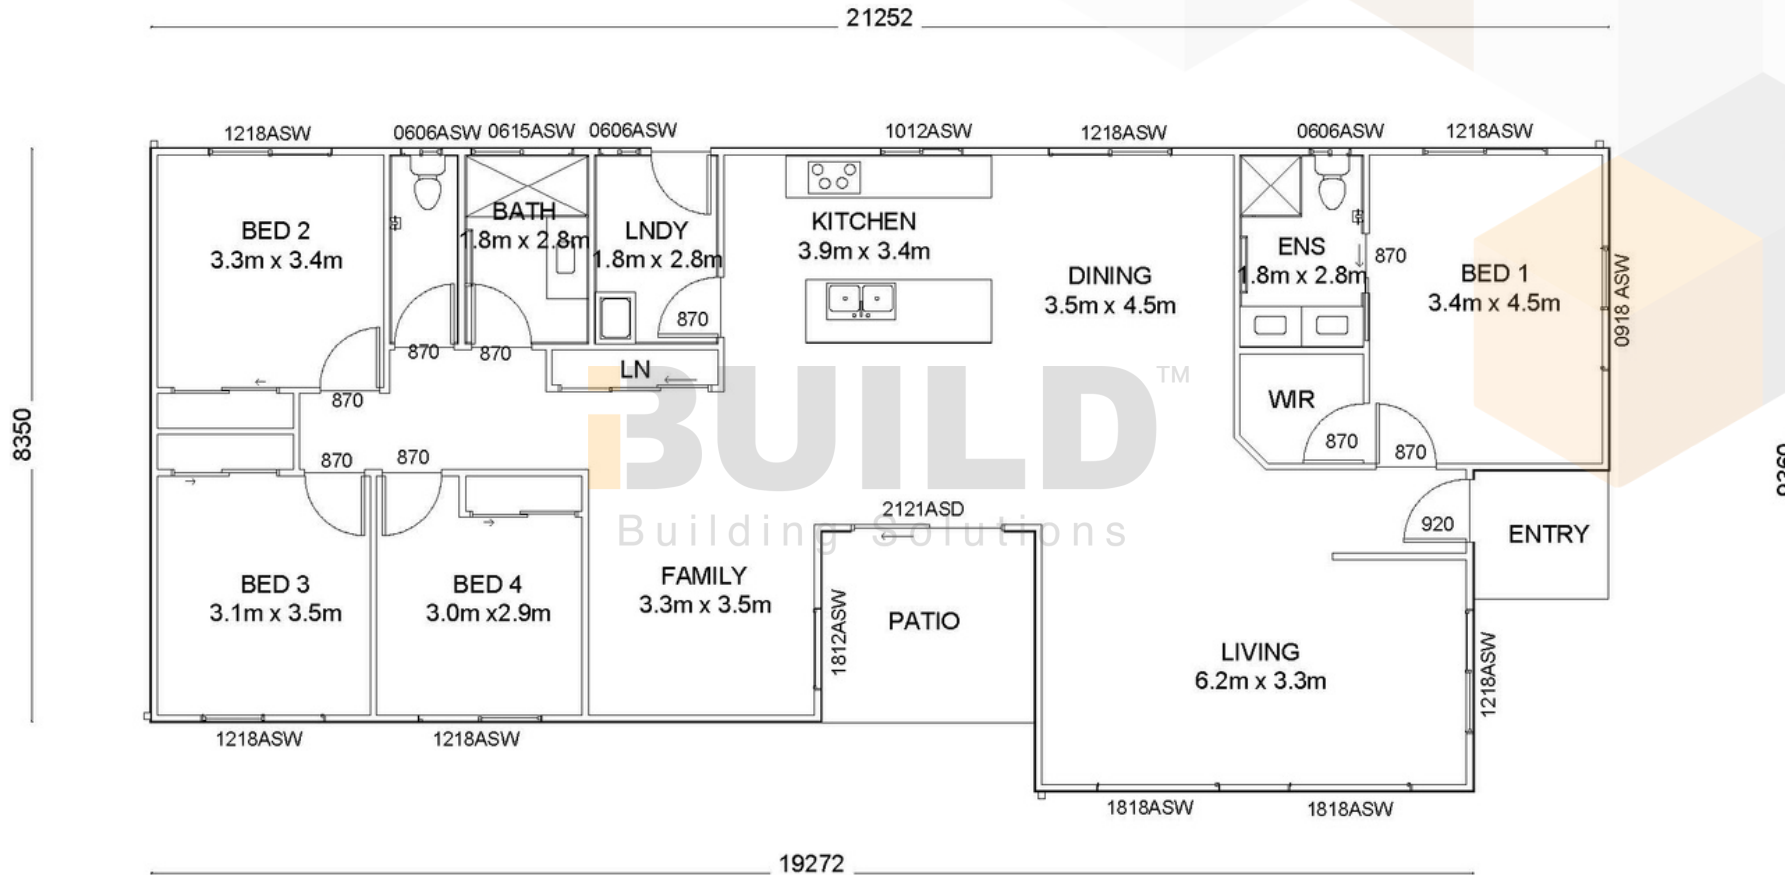 21252
1218ASW
0606ASW
0615ASW
0606ASW
1012ASW
1218ASW
0606ASW
1218ASW
BED 2
3.3m x 3.4m
BATH
1.8m x 2.8m
LNDY
1.8m x 2.8m
KITCHEN
3.9m x 3.4m
DINING
3.5m x 4.5m
ENS
1.8m x 2.8m
870
BED 1
3.4m x 4.5m
0918 ASW
870
870
870
LN
870
WIR
870
870
8350
870
870
iBUILD™
Building Solutions
2121ASD
920
ENTRY
BED 3
3.1m x 3.5m
BED 4
3.0m x2.9m
FAMILY
3.3m x 3.5m
1812ASW
PATIO
LIVING
6.2m x 3.3m
1218ASW
1218ASW
1218ASW
1818ASW
1818ASW
19272